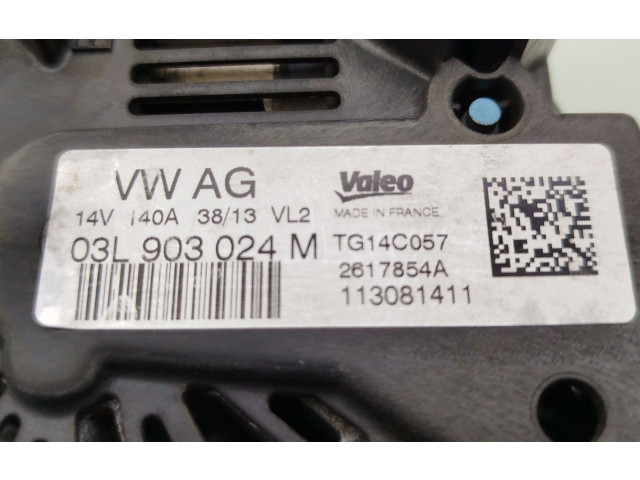 VW AG
14V 140A 38/13 VL2
03L 903 024 M
Valeo
MADE IN FRANCE
TG14C057
2617854A
113081411